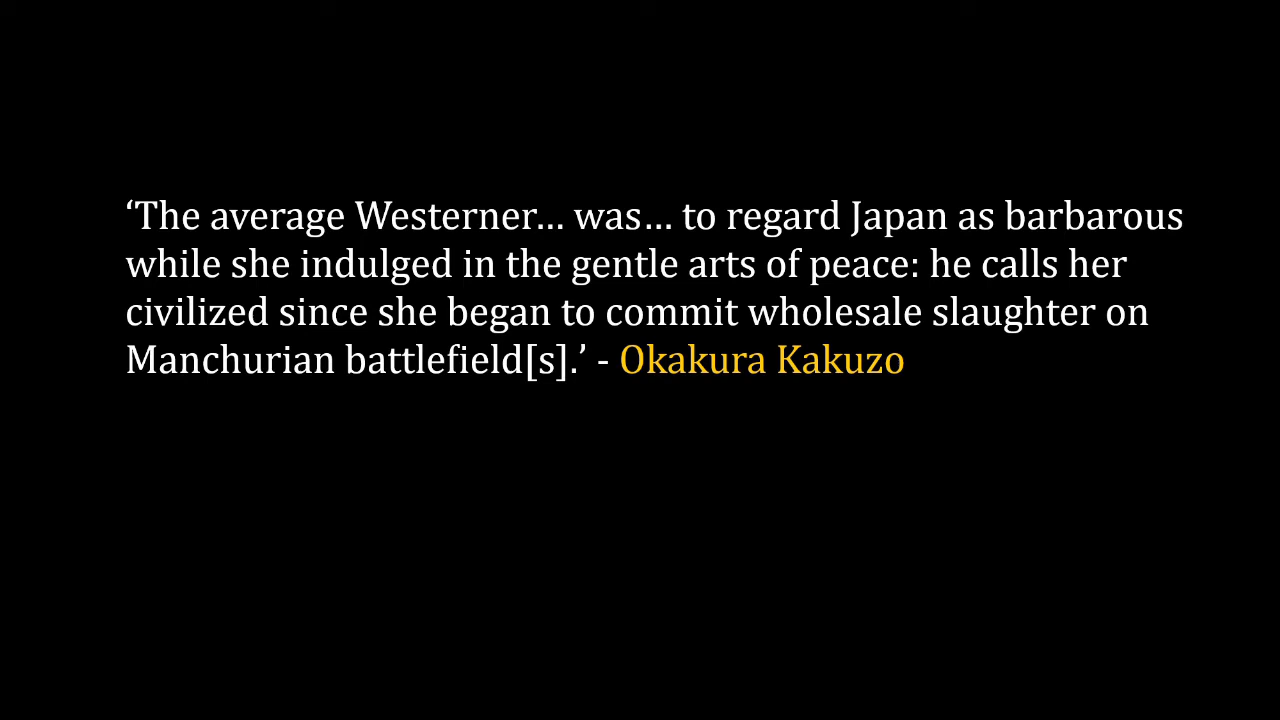 ‘The average Westerner… was… to regard Japan as barbarous
while she indulged in the gentle arts of peace: he calls her
civilized since she began to commit wholesale slaughter on
Manchurian battlefield[s].’ - Okakura Kakuzo